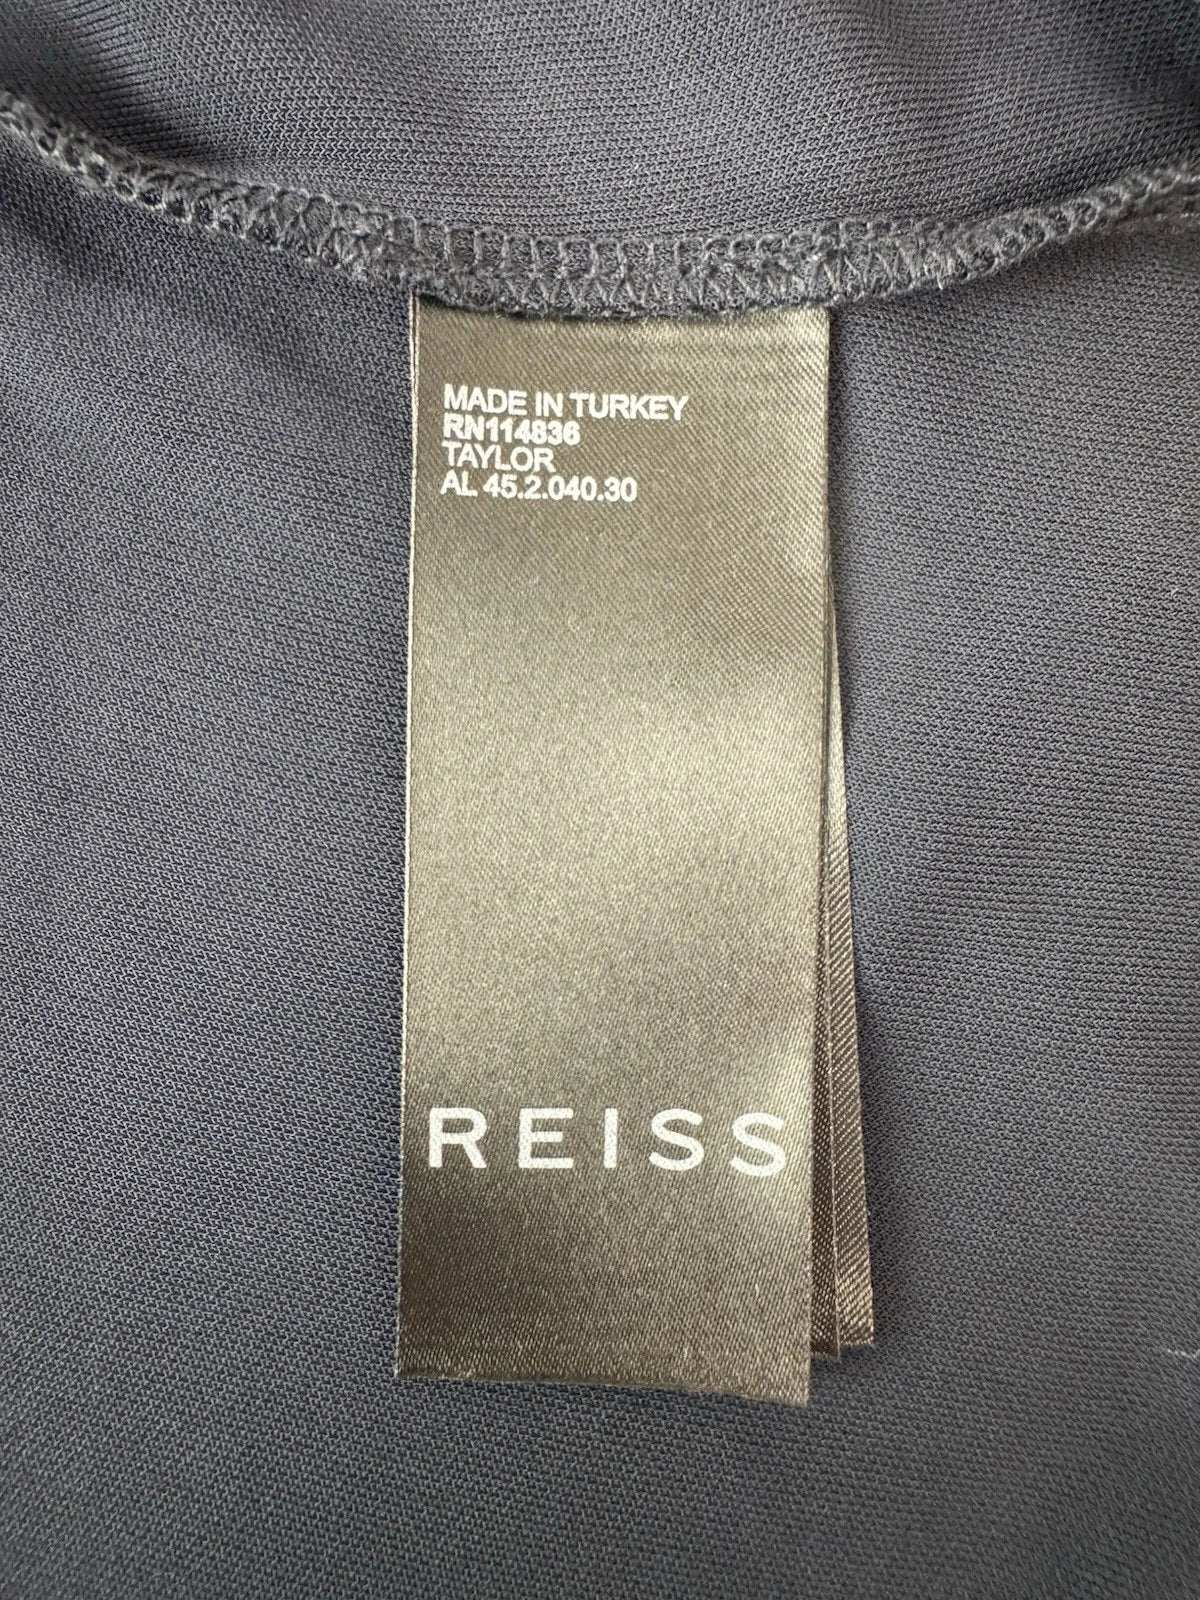 MADE IN TURKEY
RN114836
TAYLOR
AL 45.2.040.30
REISS